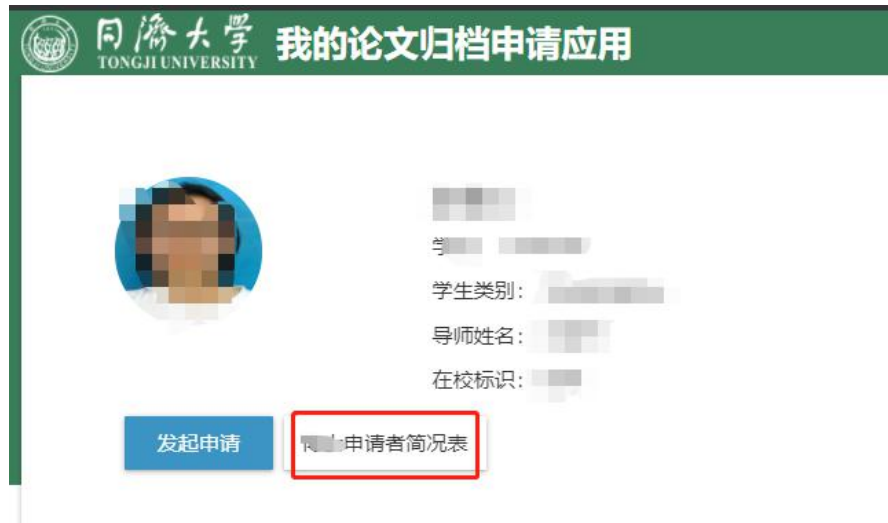 同濟大学 我的论文归档申请应用
TONGJI UNIVERSITY
学生类别：
导师姓名：
在校标识：
发起申请
申请者简况表